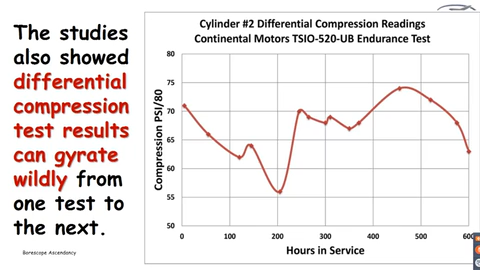 The studies
also showed
differential
compression
test results
can gyrate
wildly from
one test to
the next.
Borescope Ascendancy
Cylinder #2 Differential Compression Readings
Continental Motors TSIO-520-UB Endurance Test
Compression PSI/80
80
75
70
65
60
55
50
0
100
200
300
400
500
600
Hours in Service